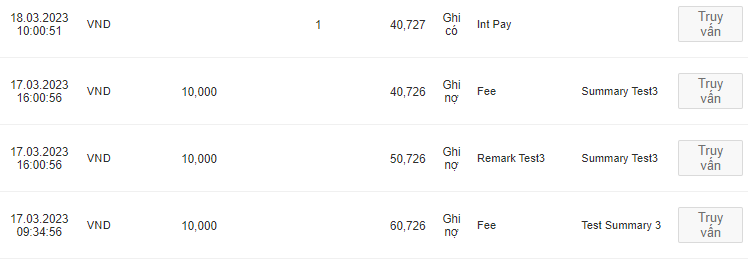 18.03.2023 10:00:51 VND 1 40,727 Ghi có Int Pay Truy vấn
17.03.2023 16:00:56 VND 10,000 40,726 Ghi nợ Fee Summary Test3 Truy vấn
17.03.2023 16:00:56 VND 10,000 50,726 Ghi nợ Remark Test3 Summary Test3 Truy vấn
17.03.2023 09:34:56 VND 10,000 60,726 Ghi nợ Fee Test Summary 3 Truy vấn